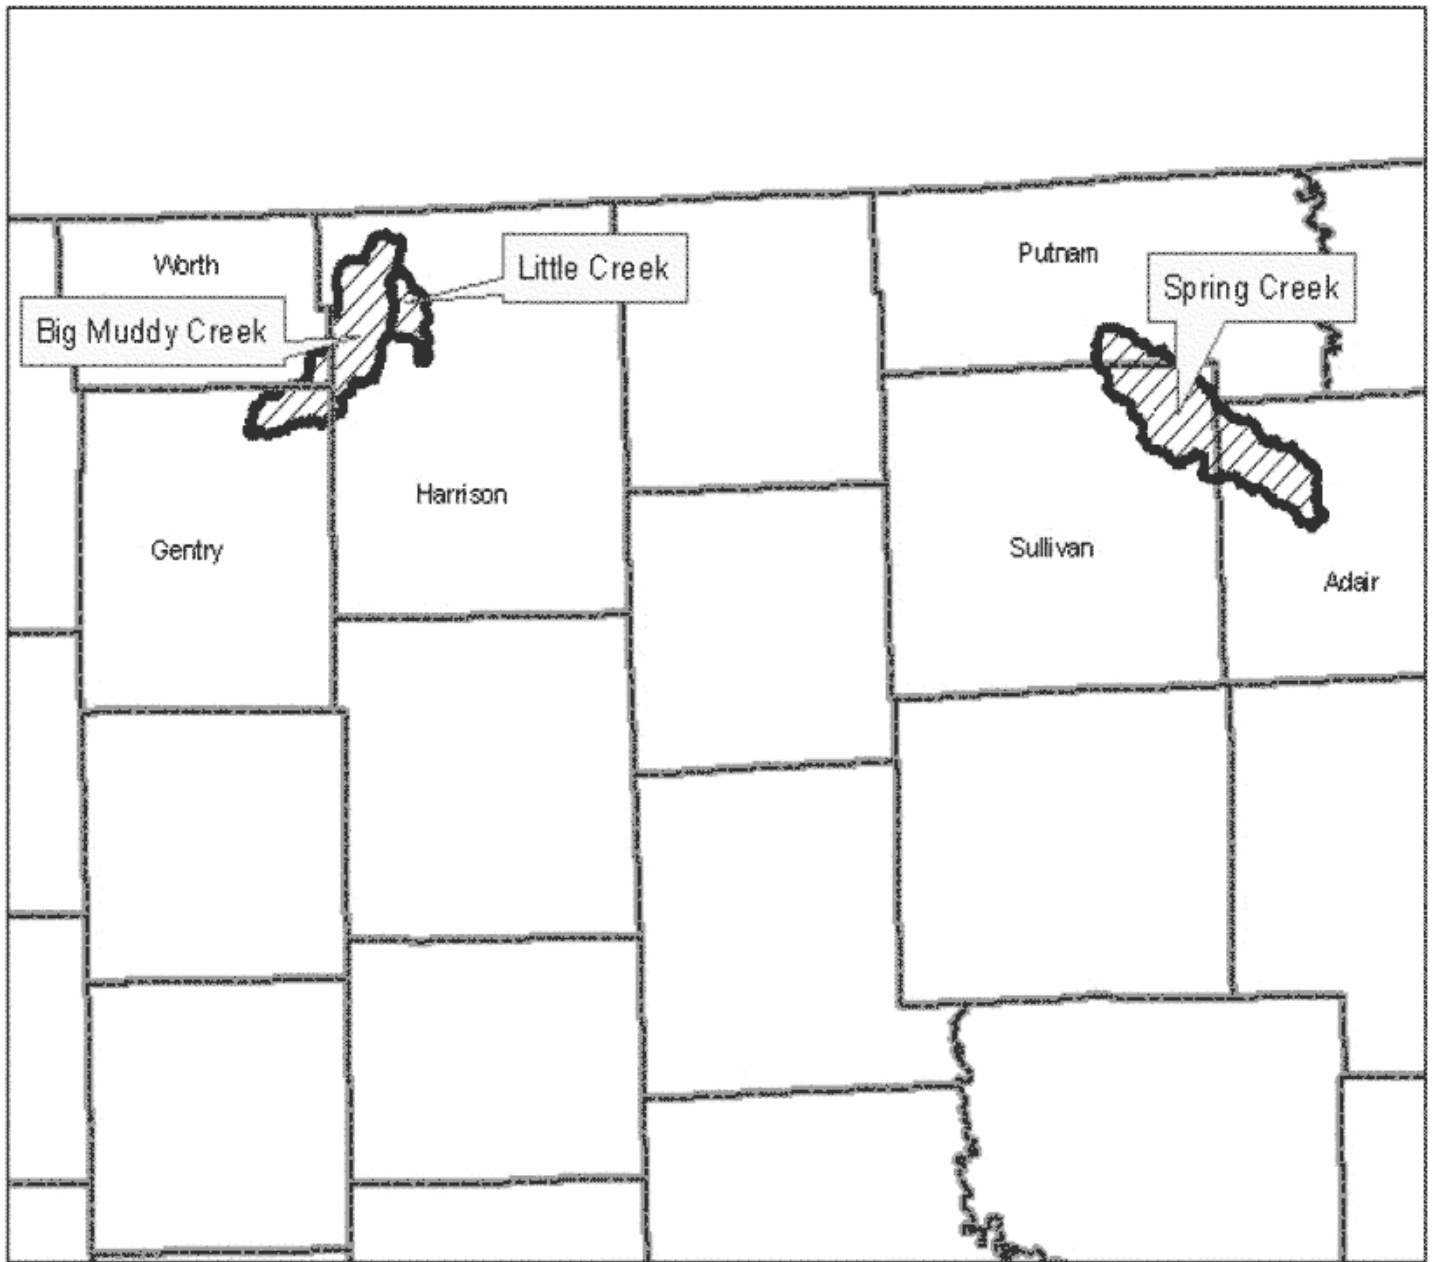 Worth
Little Creek
Putnam
Spring Creek
Big Muddy Creek
Harrison
Gentry
Sullivan
Adair